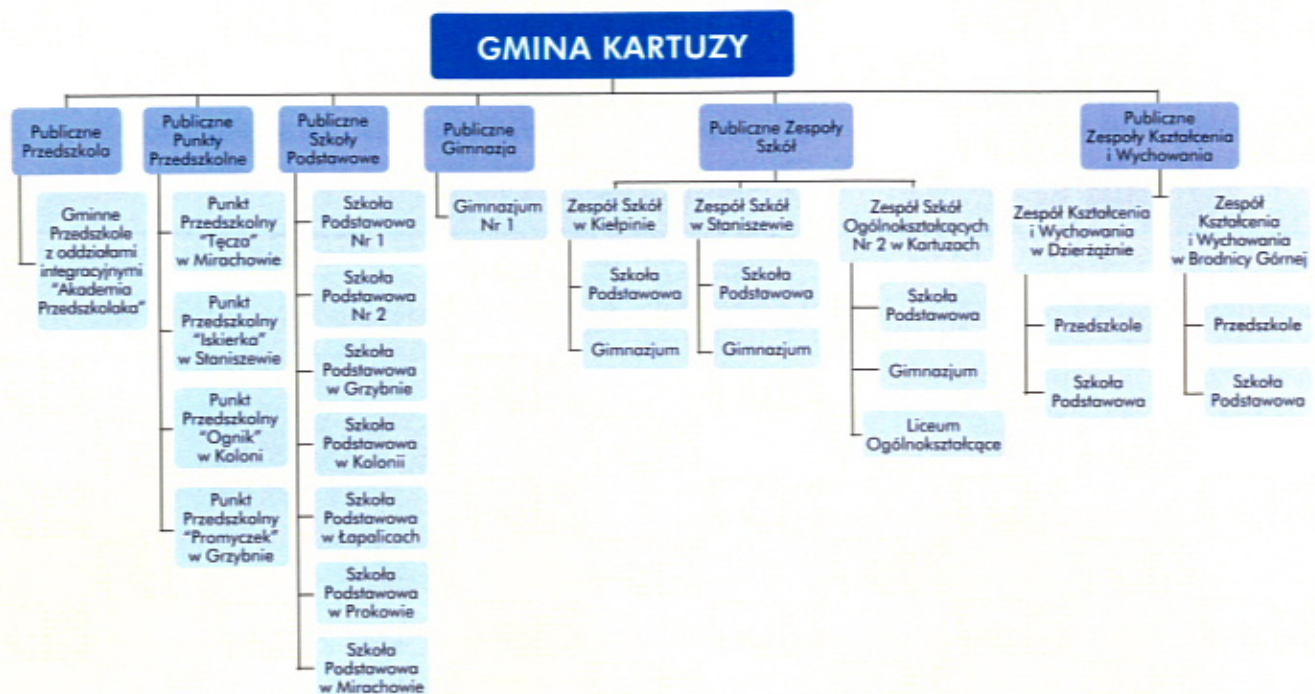 GMINA KARTUZY
Publiczne
Przedszkola
Publiczne
Punkty
Przedszkolne
Publiczne
Szkoły
Podstawowe
Publiczne
Gimnazja
Publiczne Zespoły
Szkół
Publiczne
Zespoły Kształcenia
i Wychowania
Gminne
Przedszkole
z oddziałami
integracyjnymi
"Akademia
Przedszkolaka"
Punkt
Przedszkolny
"Tęcza"
w Mirachowie
Punkt
Przedszkolny
"Iskierka"
w Staniszewie
Punkt
Przedszkolny
"Ognik"
w Koloni
Punkt
Przedszkolny
"Promyczek"
w Grzybnie
Szkoła
Podstawowa
Nr 1
Szkoła
Podstawowa
Nr 2
Szkoła
Podstawowa
w Grzybnie
Szkoła
Podstawowa
w Kolonii
Szkoła
Podstawowa
w Łapalicach
Szkoła
Podstawowa
w Prokowie
Szkoła
Podstawowa
w Mirachowie
Gimnazjum
Nr 1
Zespół Szkół
w Kiełpinie
Szkoła
Podstawowa
Gimnazjum
Zespół Szkół
w Staniszewie
Szkoła
Podstawowa
Gimnazjum
Zespół Szkół
Ogólnokształcących
Nr 2 w Kartuzach
Szkoła
Podstawowa
Gimnazjum
Liceum
Ogólnokształcące
Zespół Kształcenia
i Wychowania
w Dzierżążnie
Przedszkole
Szkoła
Podstawowa
Zespół
Kształcenia
i Wychowania
w Brodnicy Górnej
Przedszkole
Szkoła
Podstawowa